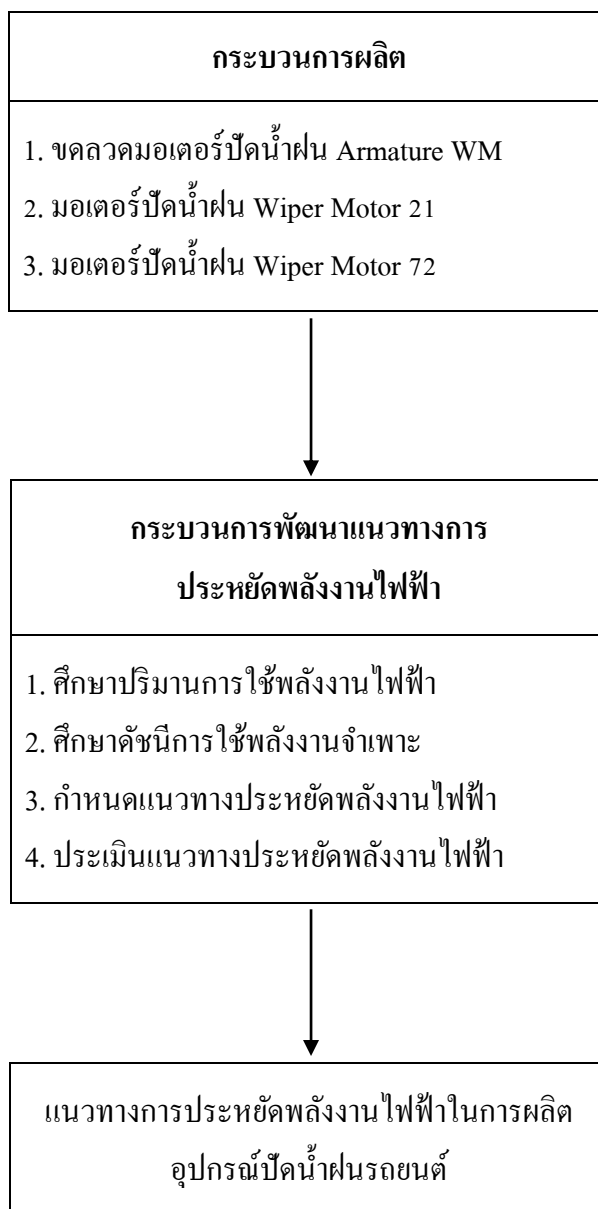 กระบวนการผลิต
1. ขดลวดมอเตอร์ปัดน้ำฝน Armature WM
2. มอเตอร์ปัดน้ำฝน Wiper Motor 21
3. มอเตอร์ปัดน้ำฝน Wiper Motor 72
กระบวนการพัฒนาแนวทางการ
ประหยัดพลังงานไฟฟ้า
1. ศึกษาปริมาณการใช้พลังงานไฟฟ้า
2. ศึกษาดัชนีการใช้พลังงานจำเพาะ
3. กำหนดแนวทางประหยัดพลังงานไฟฟ้า
4. ประเมินแนวทางประหยัดพลังงานไฟฟ้า
แนวทางการประหยัดพลังงานไฟฟ้าในการผลิต
อุปกรณ์ปัดน้ำฝนรถยนต์